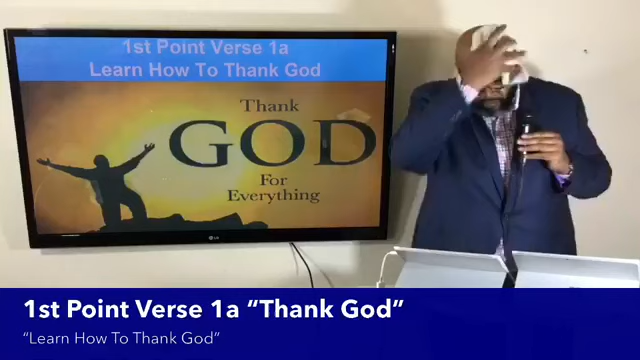 1st Point Verse 1a
Learn How To Thank God
Thank
GOD
For
Everything
LG
1st Point Verse 1a “Thank God”
“Learn How To Thank God”